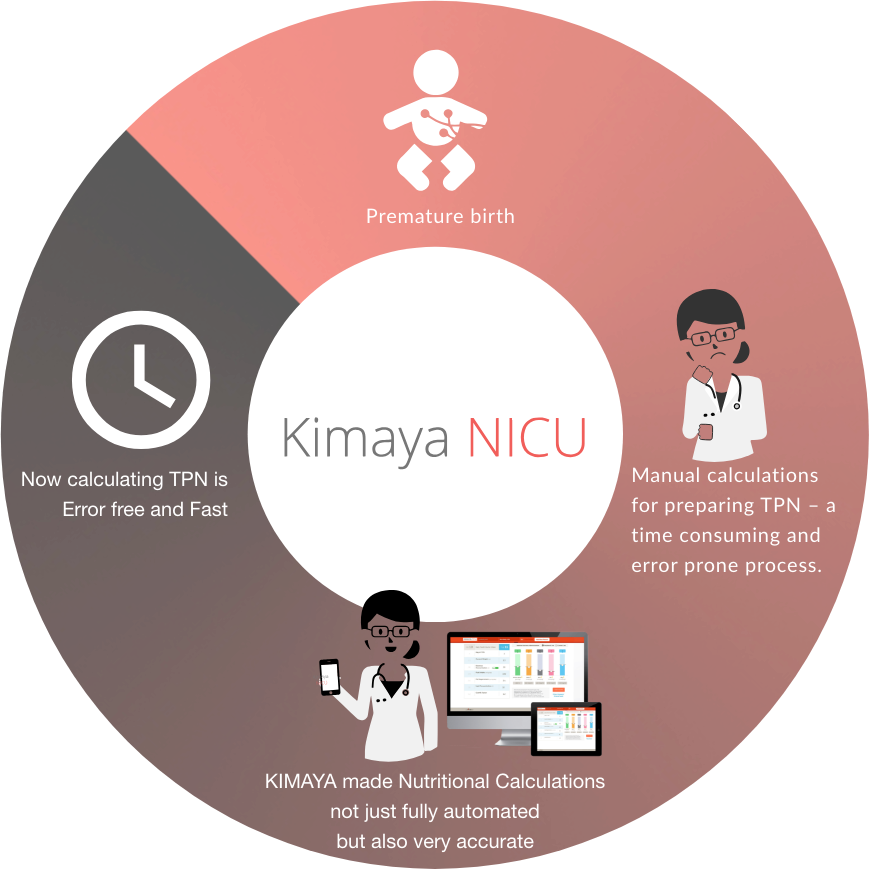 Premature birth
Kimaya NICU
Manual calculations
for preparing TPN – a
time consuming and
error prone process.
KIMAYA made Nutritional Calculations
not just fully automated
but also very accurate
Now calculating TPN is
Error free and Fast